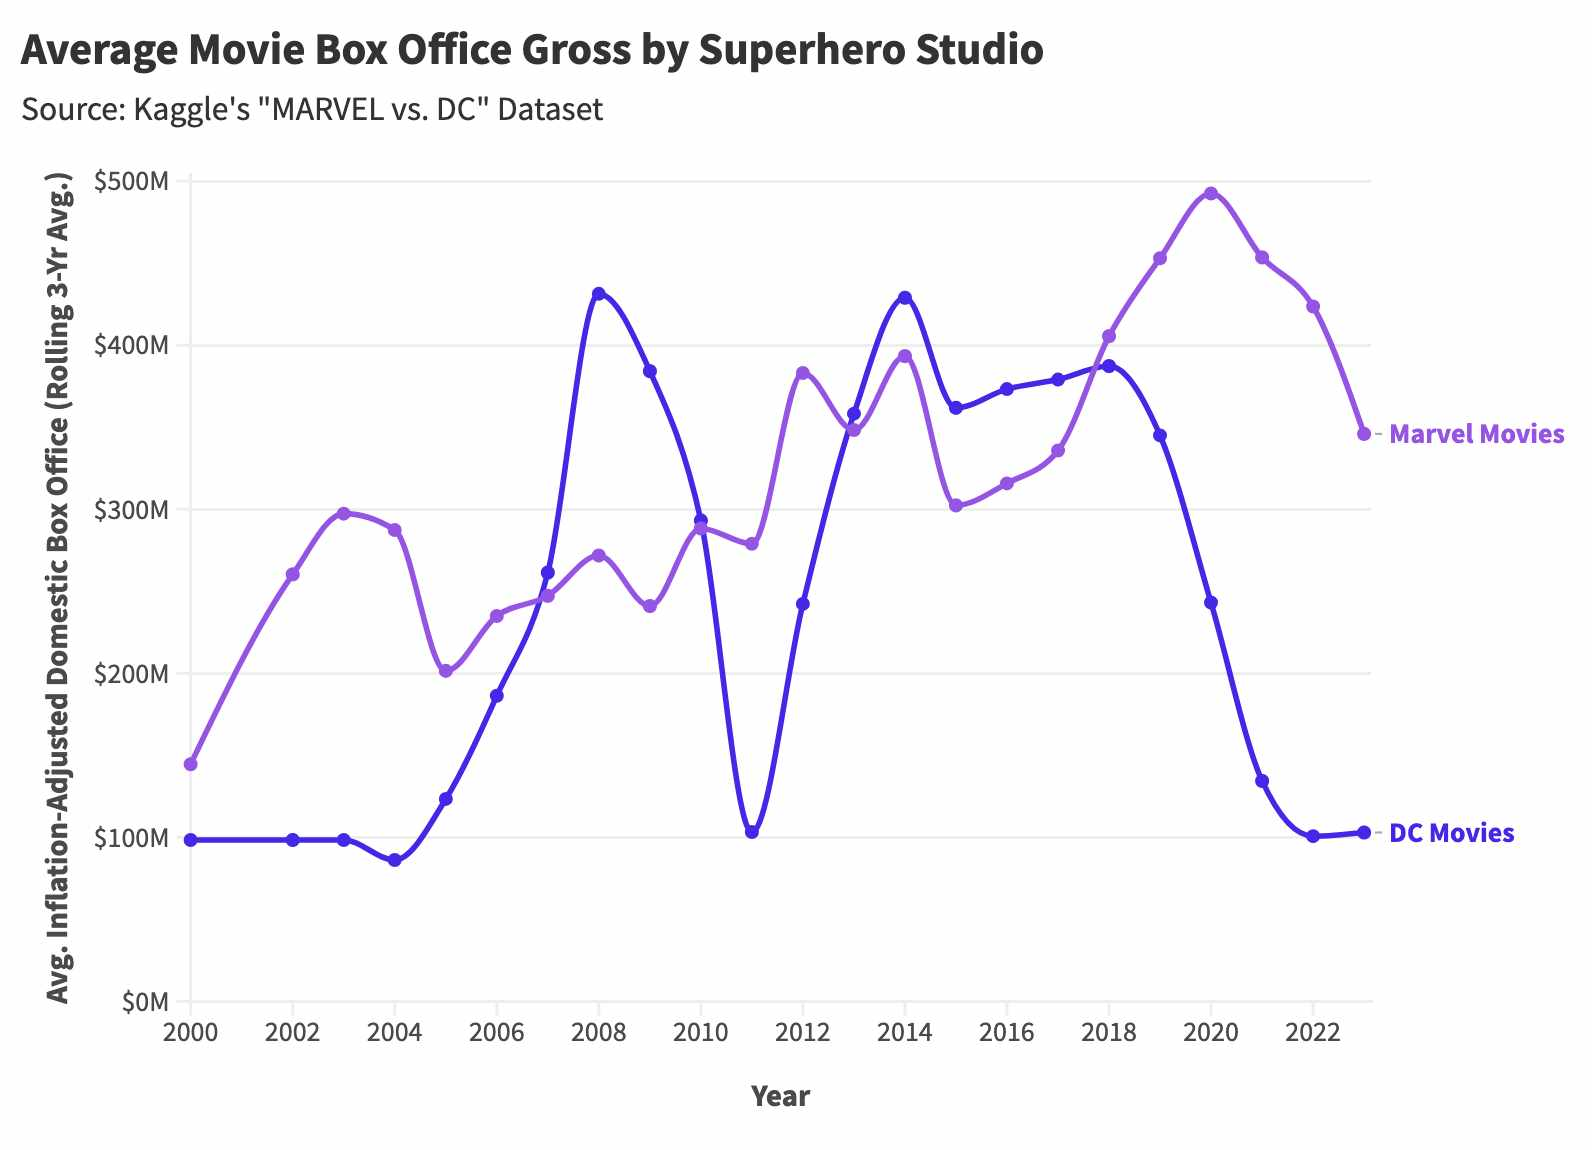 Average Movie Box Office Gross by Superhero Studio
Source: Kaggle's "MARVEL vs. DC" Dataset
Avg. Inflation-Adjusted Domestic Box Office (Rolling 3-Yr Avg.)
$500M
$400M
$300M
$200M
$100M
$0M
Marvel Movies
DC Movies
2000 2002 2004 2006 2008 2010 2012 2014 2016 2018 2020 2022
Year